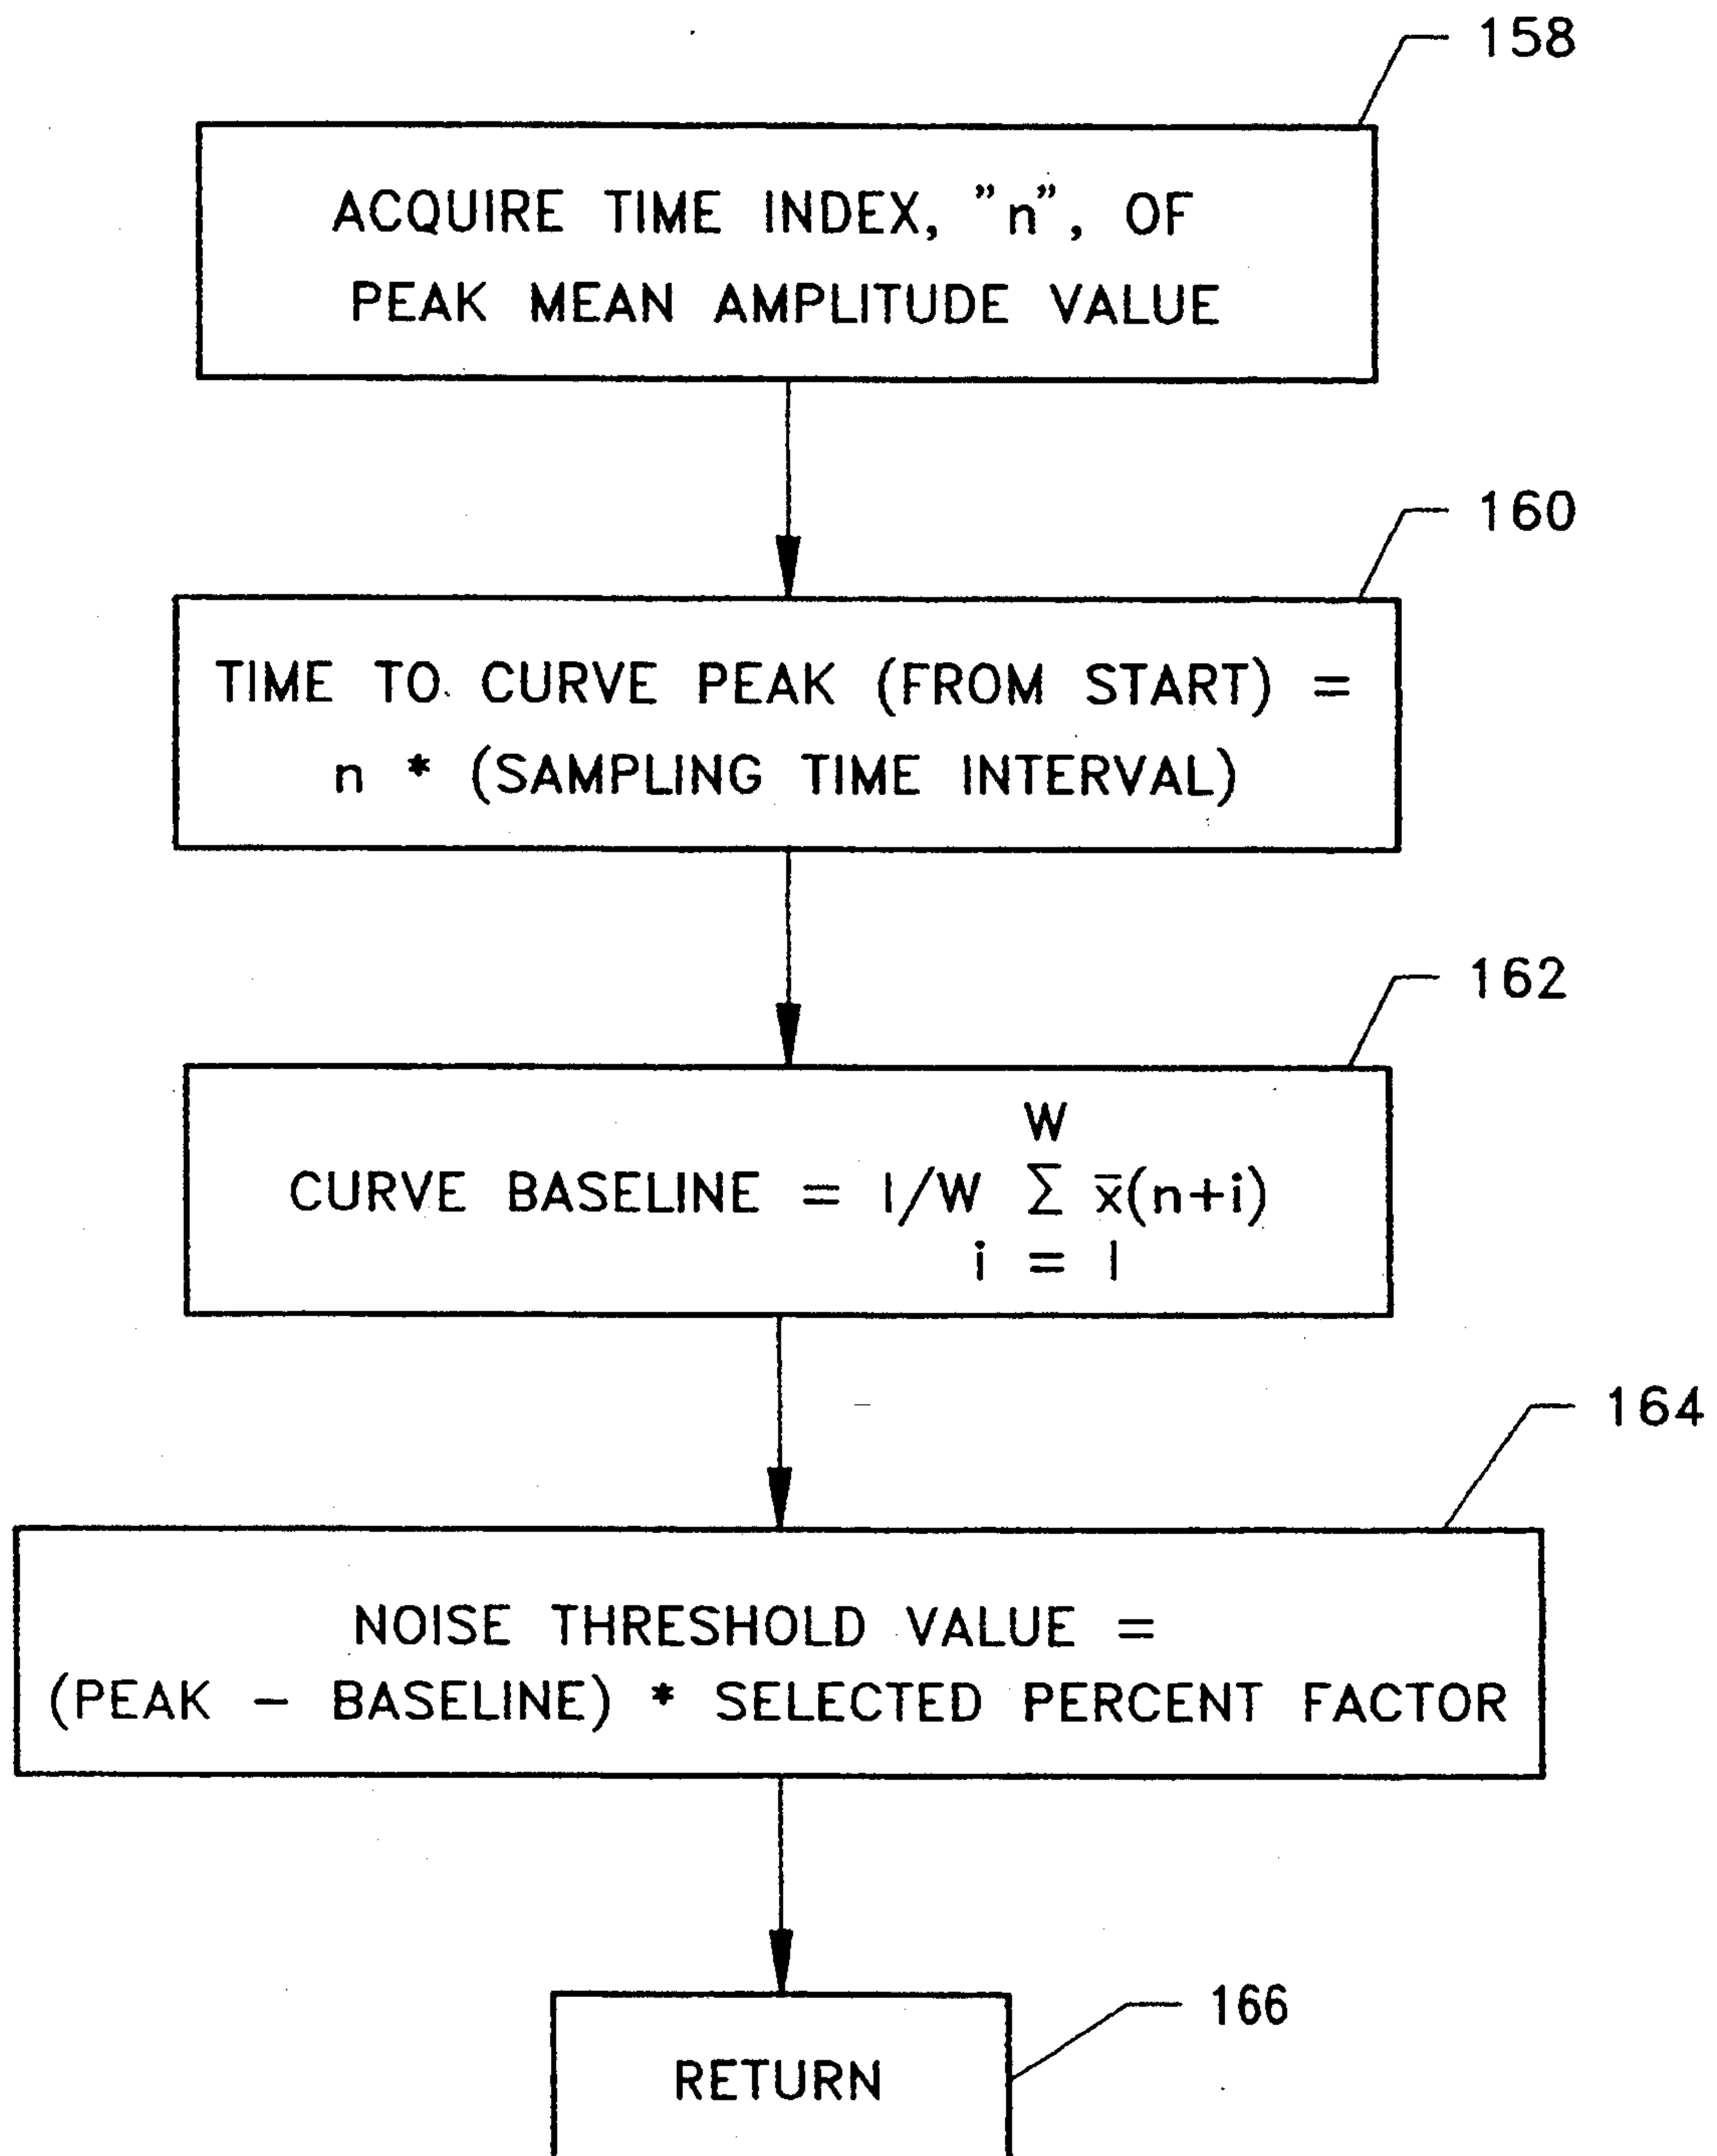 158
ACQUIRE TIME INDEX, "n", OF
PEAK MEAN AMPLITUDE VALUE
160
TIME TO CURVE PEAK (FROM START) =
n * (SAMPLING TIME INTERVAL)
162
W
CURVE BASELINE = 1/W Σ x̅(n+i)
i = 1
164
NOISE THRESHOLD VALUE =
(PEAK - BASELINE) * SELECTED PERCENT FACTOR
166
RETURN